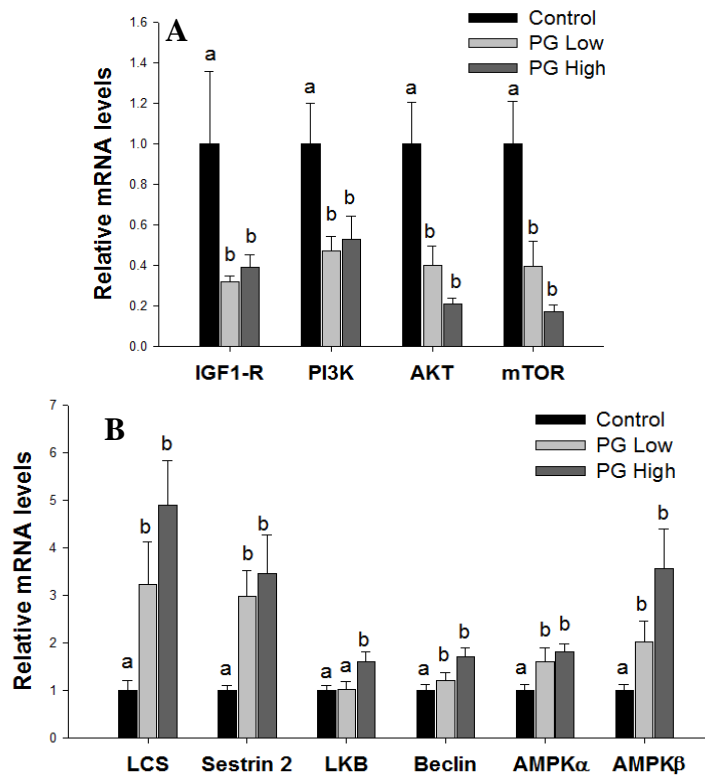 A
Control
PG Low
PG High
Relative mRNA levels
1.6
1.4
1.2
1.0
0.8
0.6
0.4
0.2
0.0
a
b
b
a
b
b
a
b
b
a
b
b
IGF1-R PI3K AKT mTOR
B
Control
PG Low
PG High
Relative mRNA levels
7
6
5
4
3
2
1
0
a
b
b
a
b
b
a
a
b
a
b
b
a
b
b
a
b
b
LCS Sestrin 2 LKB Beclin AMPKα AMPKβ